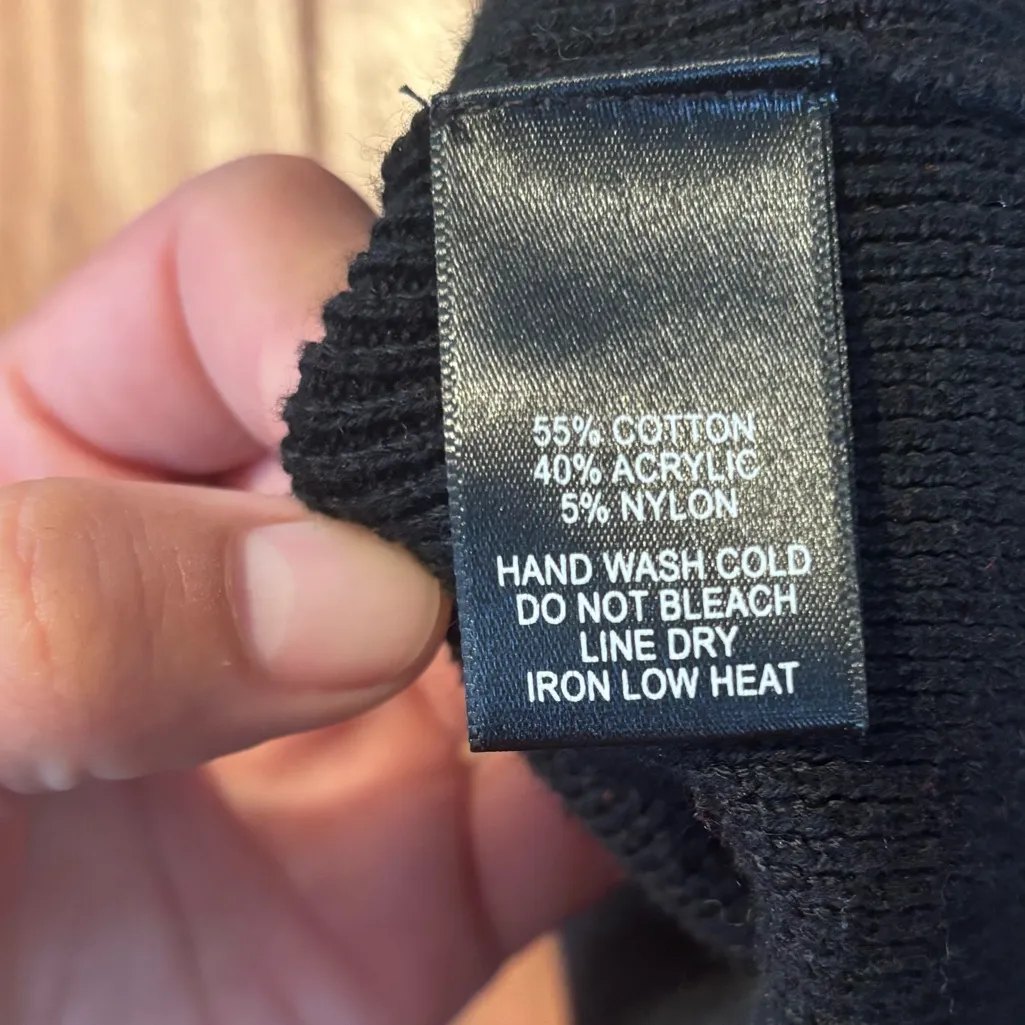 55% COTTON
40% ACRYLIC
5% NYLON
HAND WASH COLD
DO NOT BLEACH
LINE DRY
IRON LOW HEAT